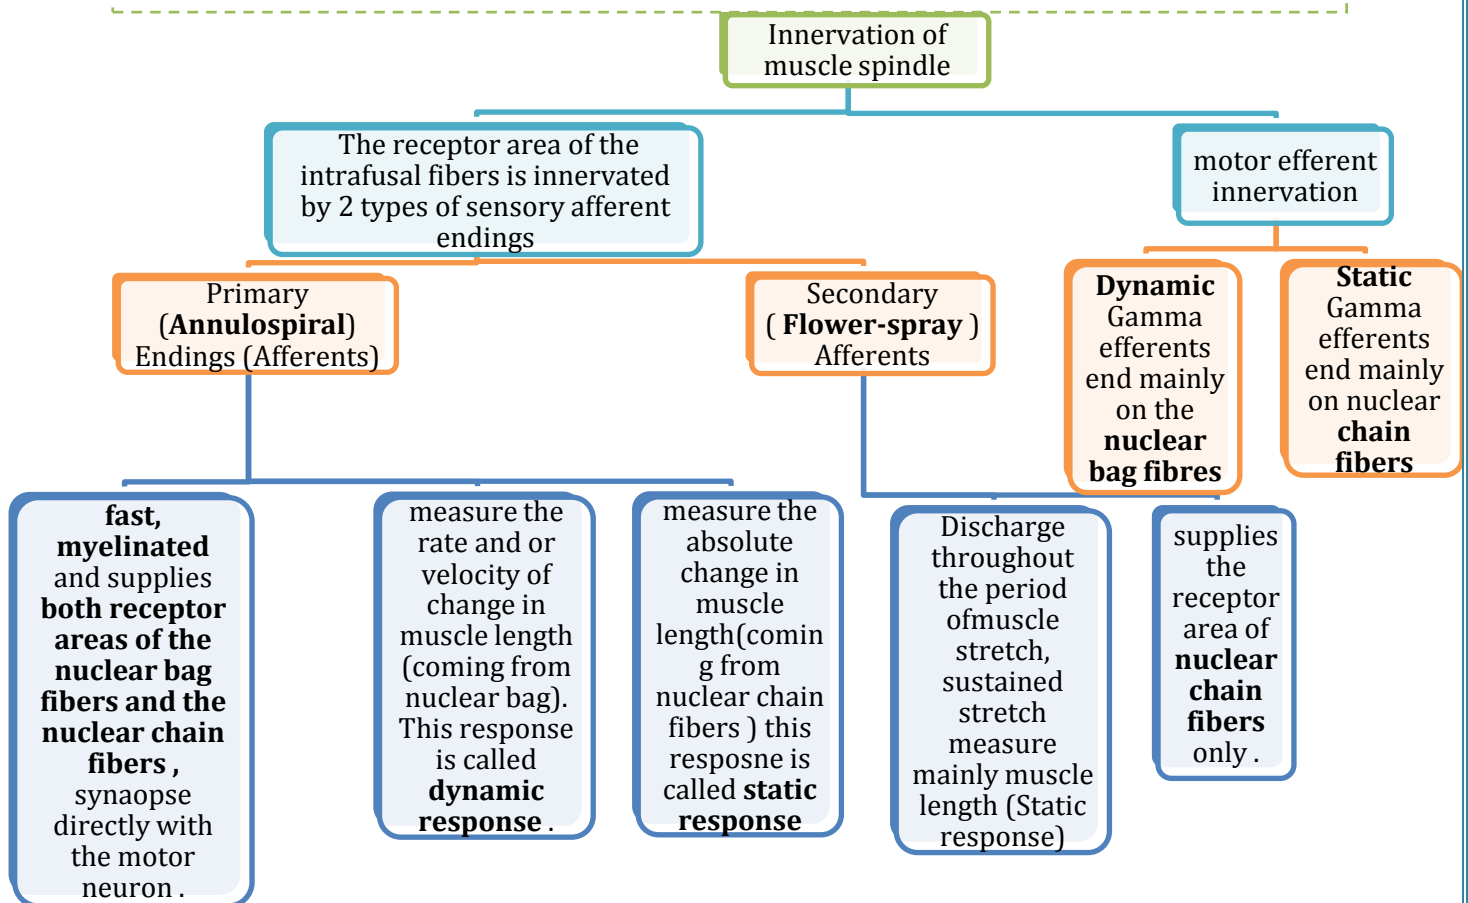 Innervation of
muscle spindle
The receptor area of the
intrafusal fibers is innervated
by 2 types of sensory afferent
endings
motor efferent
innervation
Primary
(Annulospiral)
Endings (Afferents)
Secondary
( Flower-spray )
Afferents
Dynamic
Gamma
efferents
end mainly
on the
nuclear
bag fibres
Static
Gamma
efferents
end mainly
on nuclear
chain
fibers
fast,
myelinated
and supplies
both receptor
areas of the
nuclear bag
fibers and the
nuclear chain
fibers ,
synaopse
directly with
the motor
neuron .
measure the
rate and or
velocity of
change in
muscle length
(coming from
nuclear bag).
This response
is called
dynamic
response .
measure the
absolute
change in
muscle
length(comin
g from
nuclear chain
fibers ) this
resposne is
called static
response
Discharge
throughout
the period
ofmuscle
stretch,
sustained
stretch
measure
mainly muscle
length (Static
response)
supplies
the
receptor
area of
nuclear
chain
fibers
only .